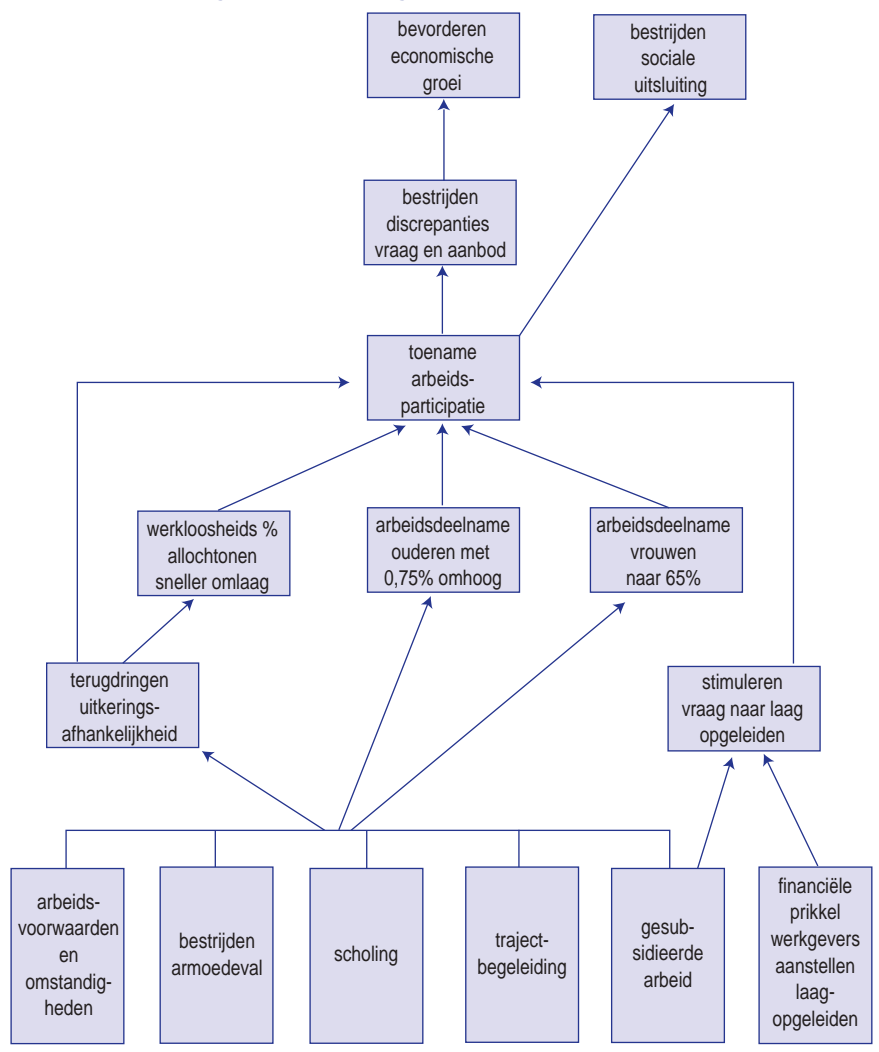 bevorderen
economische
groei
bestrijden
sociale
uitsluiting
bestrijden
discrepanties
vraag en aanbod
toename
arbeids-
participatie
werkloosheids %
allochtonen
sneller omlaag
arbeidsdeelname
ouderen met
0,75% omhoog
arbeidsdeelname
vrouwen
naar 65%
terugdringen
uitkerings-
afhankelijkheid
stimuleren
vraag naar laag
opgeleiden
arbeids-
voorwaarden
en
omstandig-
heden
bestrijden
armoedeval
scholing
traject-
begeleiding
gesub-
sidieerde
arbeid
financiële
prikkel
werkgevers
aanstellen
laag-
opgeleiden